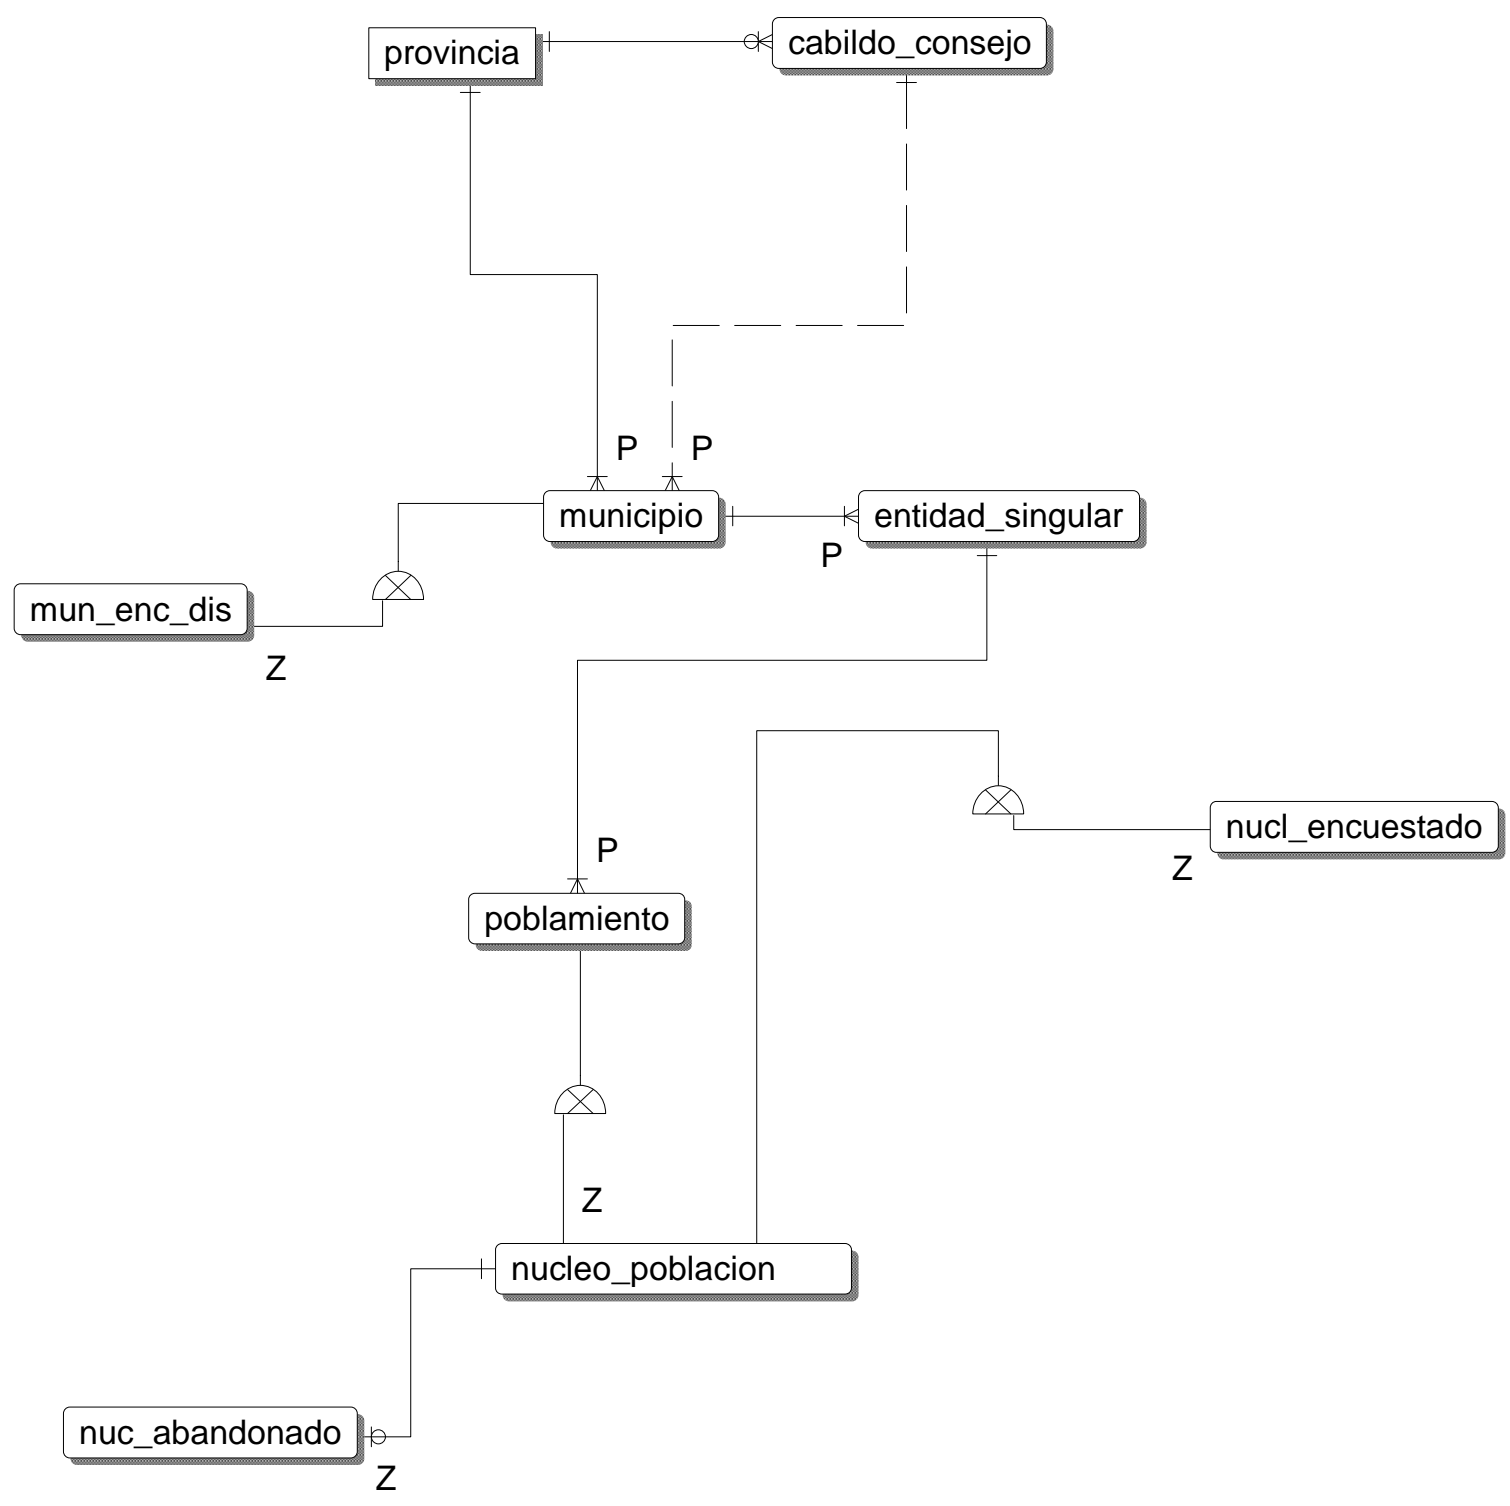 provincia
cabildo_consejo
P
P
municipio
entidad_singular
P
mun_enc_dis
Z
nucl_encuestado
P
Z
poblamiento
Z
nucleo_poblacion
nuc_abandonado
Z